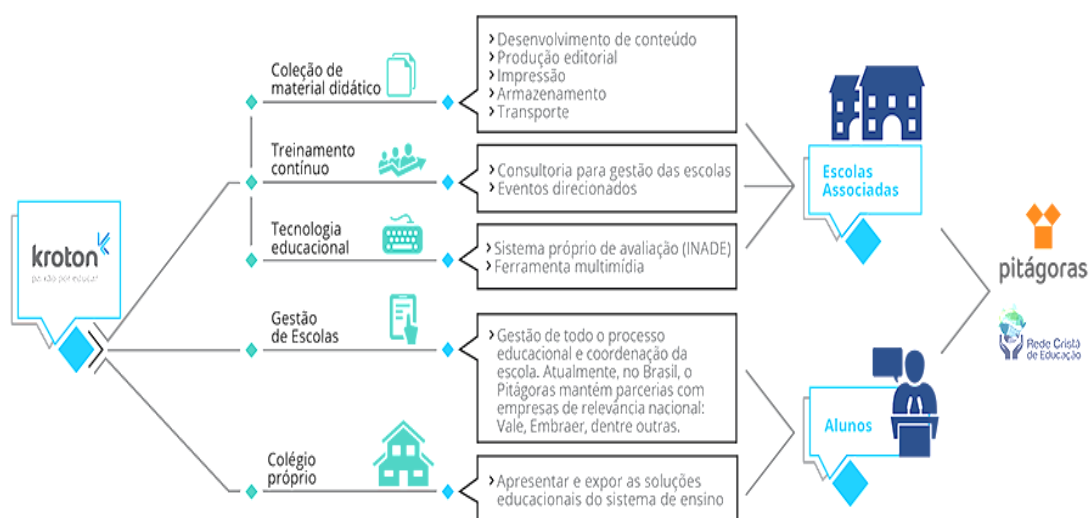 kroton
paixão por educar
Coleção de
material didático
Treinamento
contínuo
Tecnologia
educacional
Gestão
de Escolas
Colégio
próprio
Desenvolvimento de conteúdo
Produção editorial
Impressão
Armazenamento
Transporte
Consultoria para gestão das escolas
Eventos direcionados
Sistema próprio de avaliação (INADE)
Ferramenta multimídia
Gestão de todo o processo
educacional e coordenação da
escola. Atualmente, no Brasil, o
Pitágoras mantém parcerias com
empresas de relevância nacional:
Vale, Embraer, dentre outras.
Apresentar e expor as soluções
educacionais do sistema de ensino
Escolas
Associadas
Alunos
pitágoras
Rede Cristã
de Educação